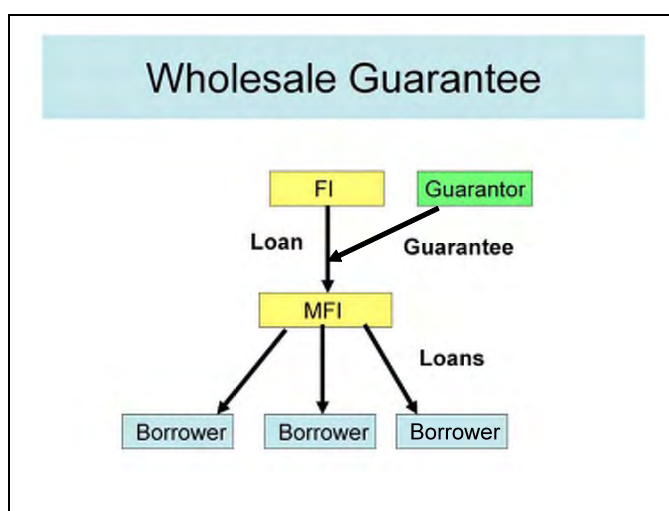 Wholesale Guarantee
FI
Guarantor
Loan
Guarantee
MFI
Loans
Borrower
Borrower
Borrower